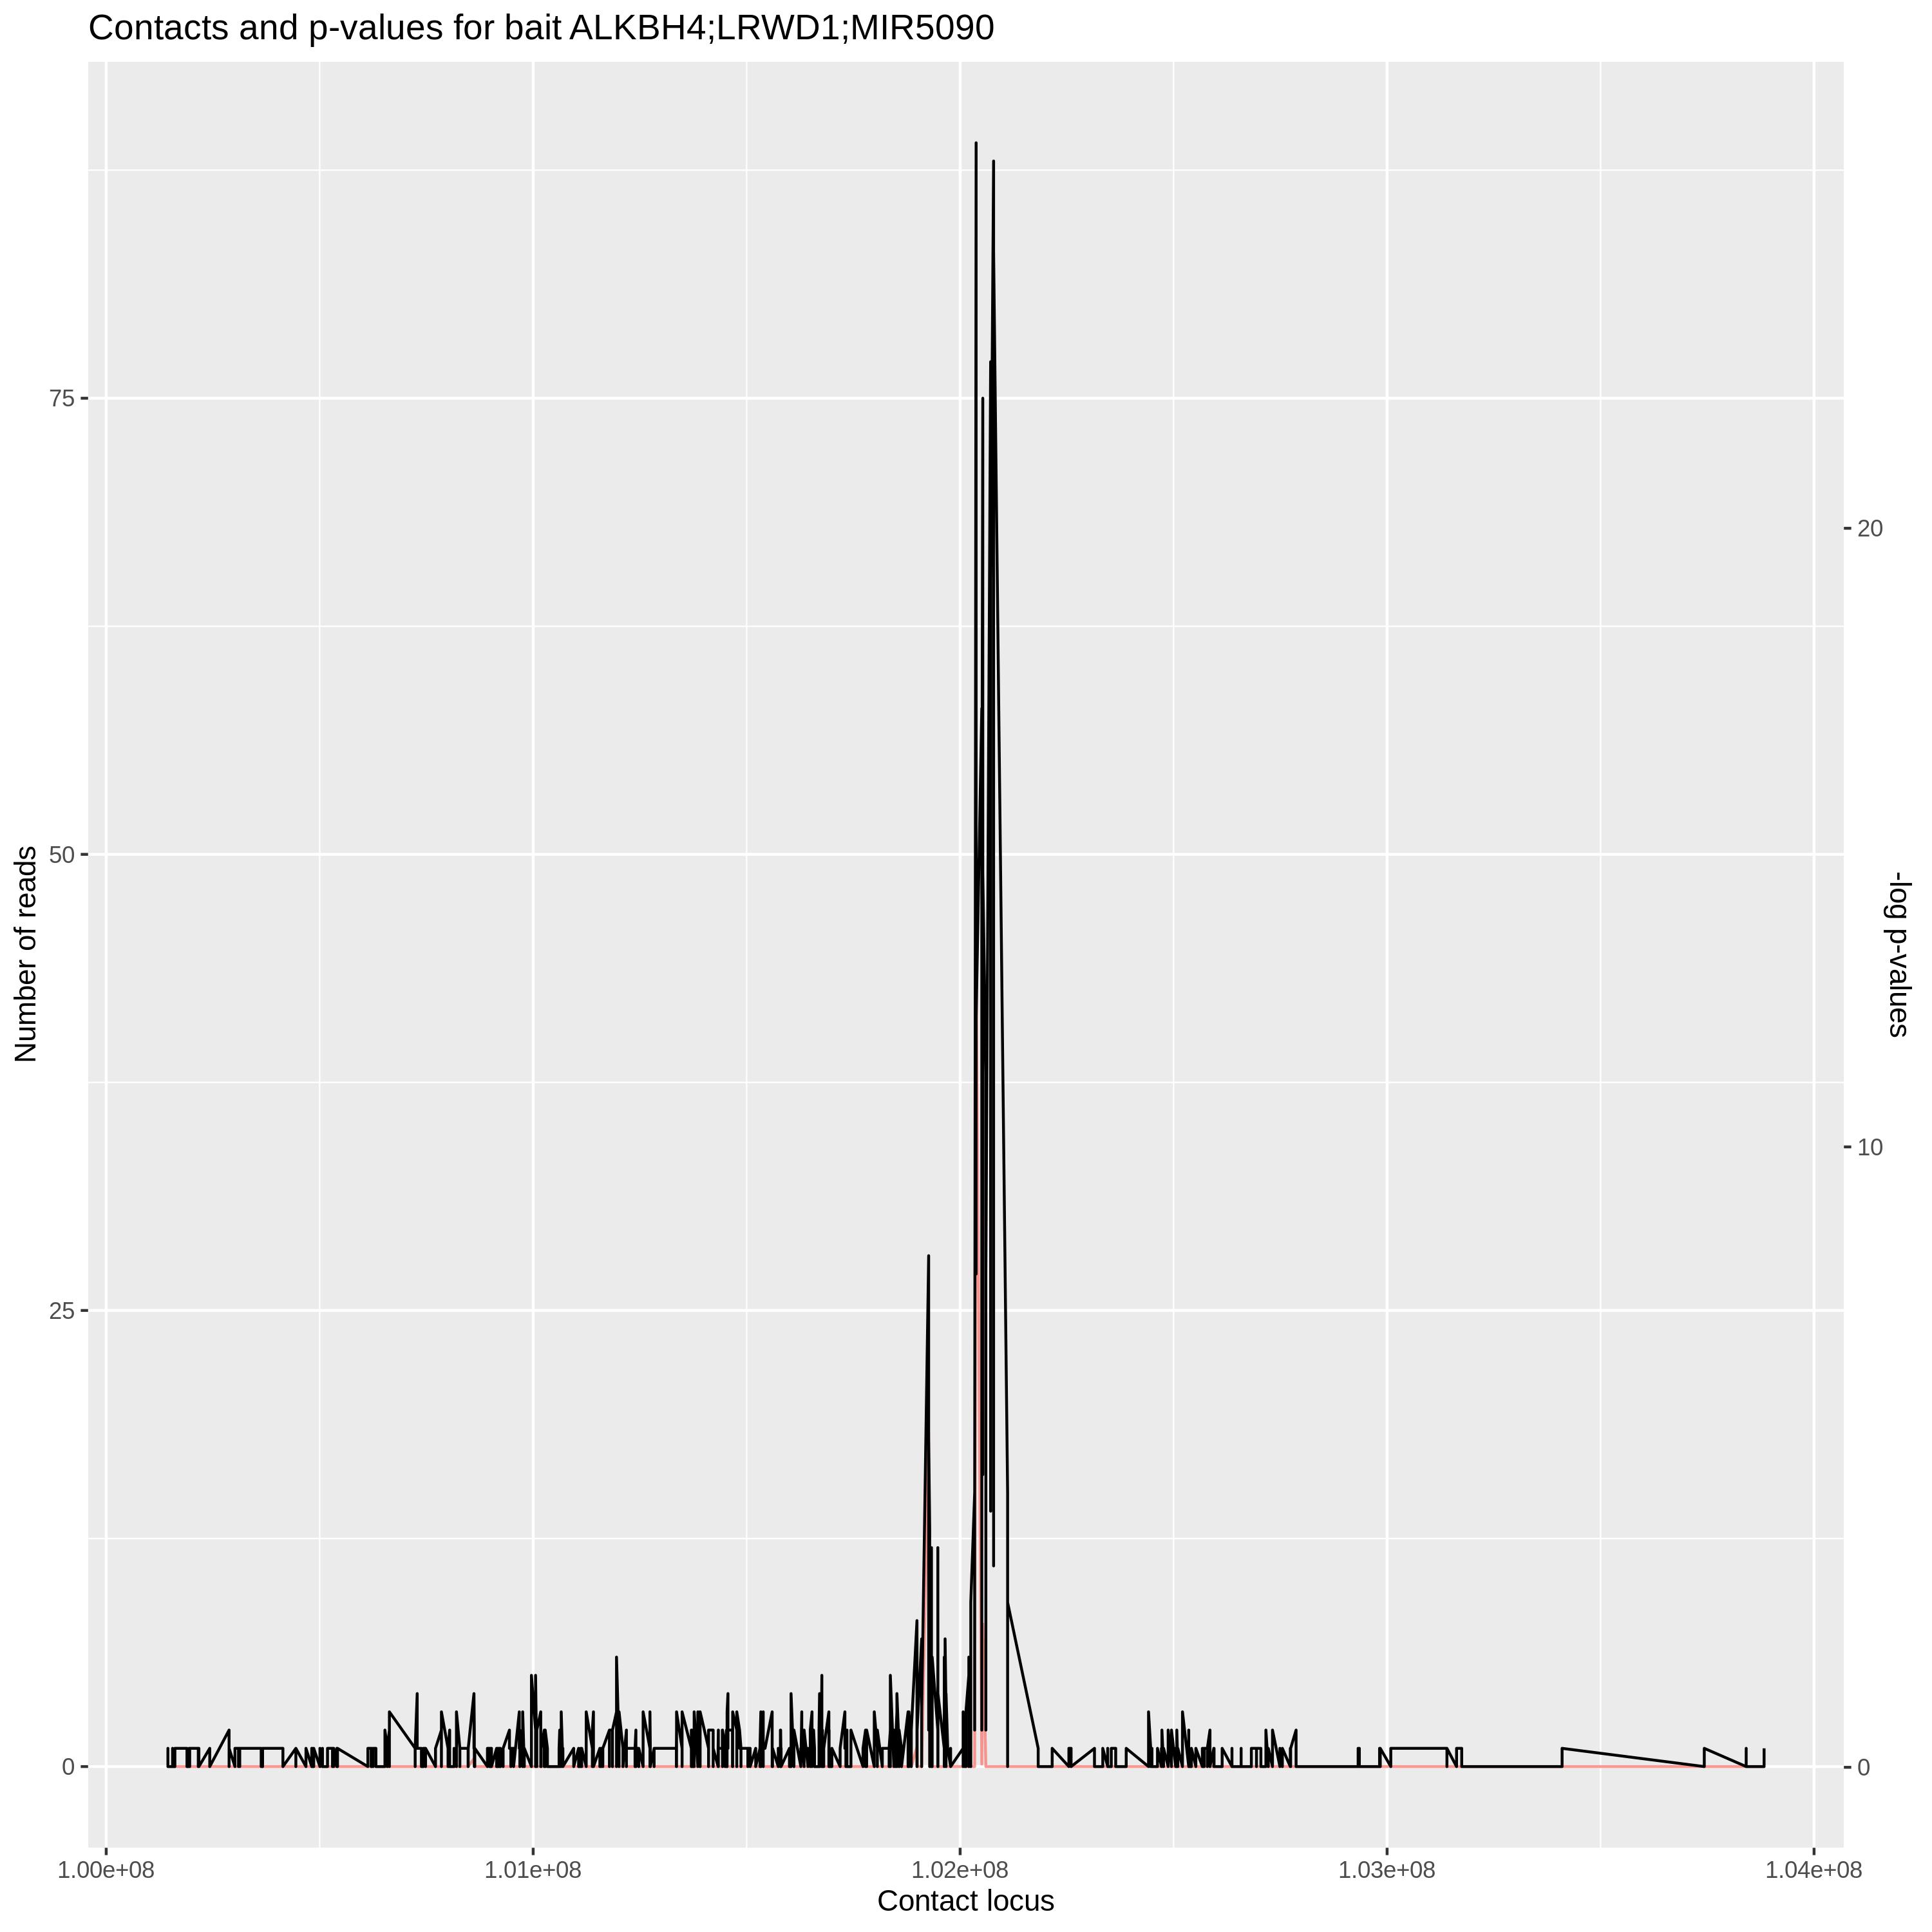 Contacts and p-values for bait ALKBH4;LRWD1;MIR5090
Number of reads
75
50
25
0
20
10
0
-log p-values
1.00e+08
1.01e+08
1.02e+08
1.03e+08
1.04e+08
Contact locus